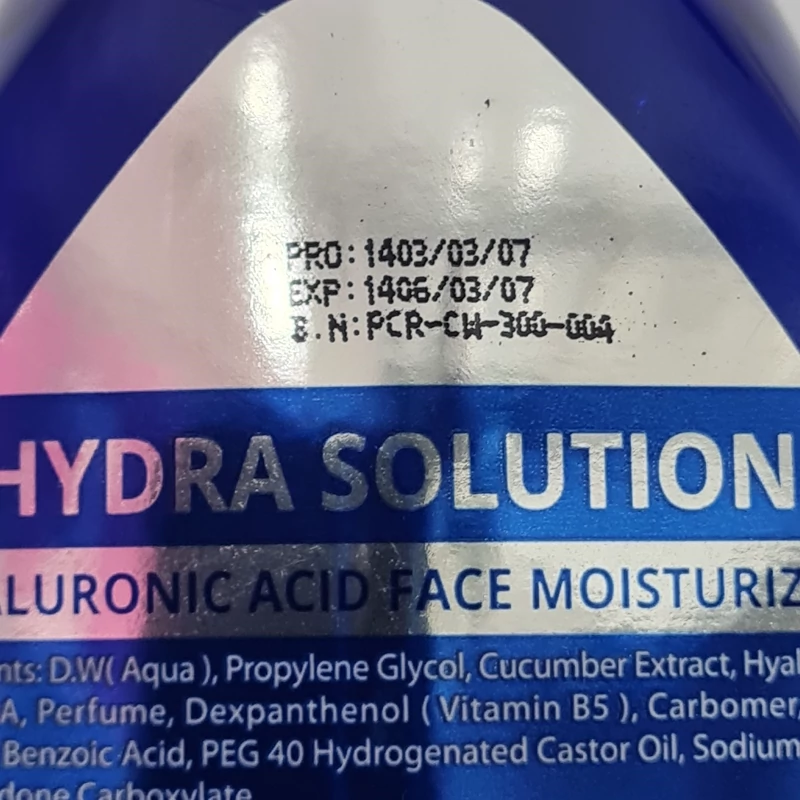 PRO:1403/03/07
EXP:1406/03/07
B.N:PCR-CW-300-004
HYDRA SOLUTION
ALURONIC ACID FACE MOISTURIZ
nts: D.W( Aqua ), Propylene Glycol, Cucumber Extract, Hyal
A, Perfume, Dexpanthenol ( Vitamin B5 ), Carbomer,
Benzoic Acid, PEG 40 Hydrogenated Castor Oil, Sodium
done Carboxylate